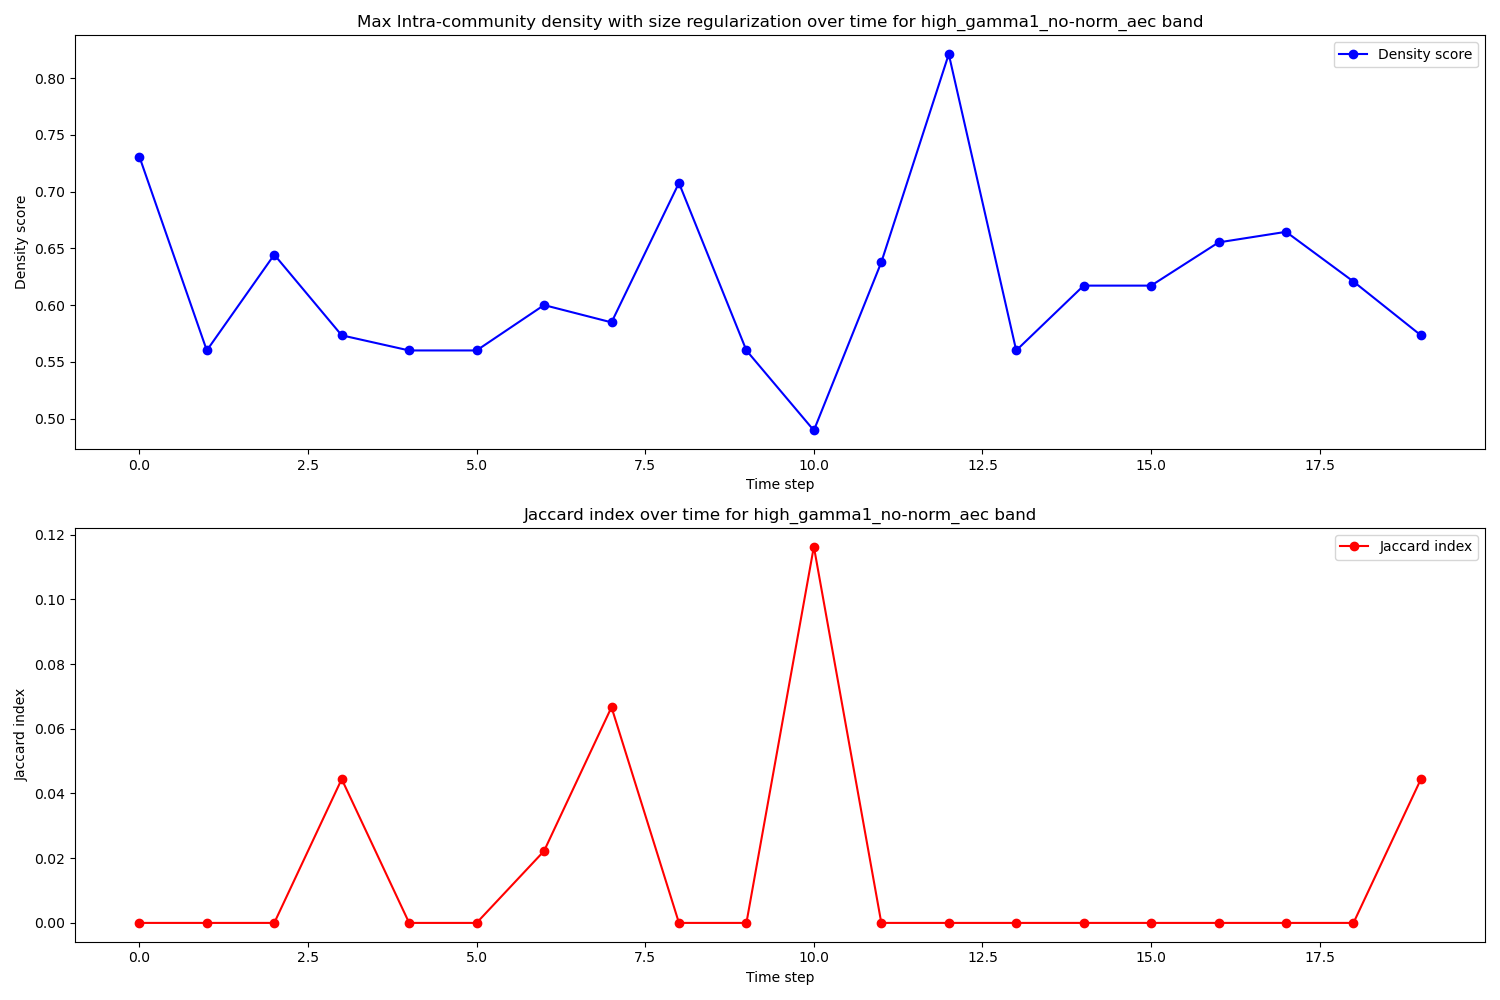 Max Intra-community density with size regularization over time for high_gamma1_no-norm_aec band
Density score
0.80
0.75
0.70
0.65
0.60
0.55
0.50
Density score
0.0 2.5 5.0 7.5 10.0 12.5 15.0 17.5
Time step
Jaccard index over time for high_gamma1_no-norm_aec band
Jaccard index
0.12
0.10
0.08
0.06
0.04
0.02
0.00
Jaccard index
0.0 2.5 5.0 7.5 10.0 12.5 15.0 17.5
Time step